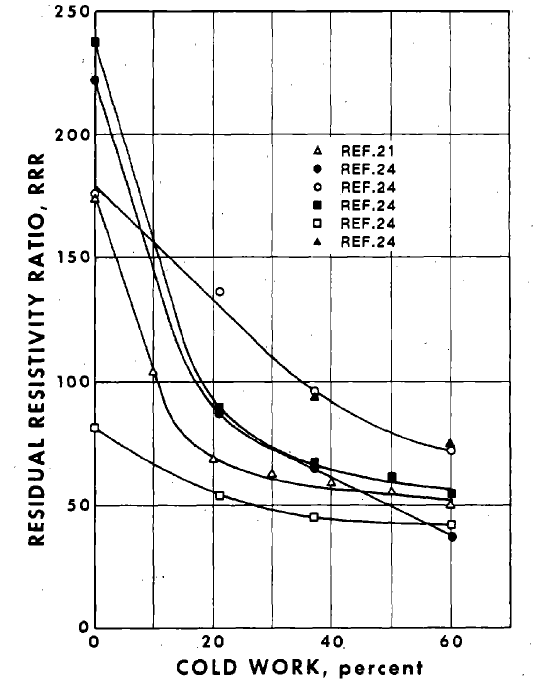 250
200
150
100
50
0
RESIDUAL RESISTIVITY RATIO, RRR
REF.21
REF.24
REF.24
REF.24
REF.24
REF.24
0
20
40
60
COLD WORK, percent